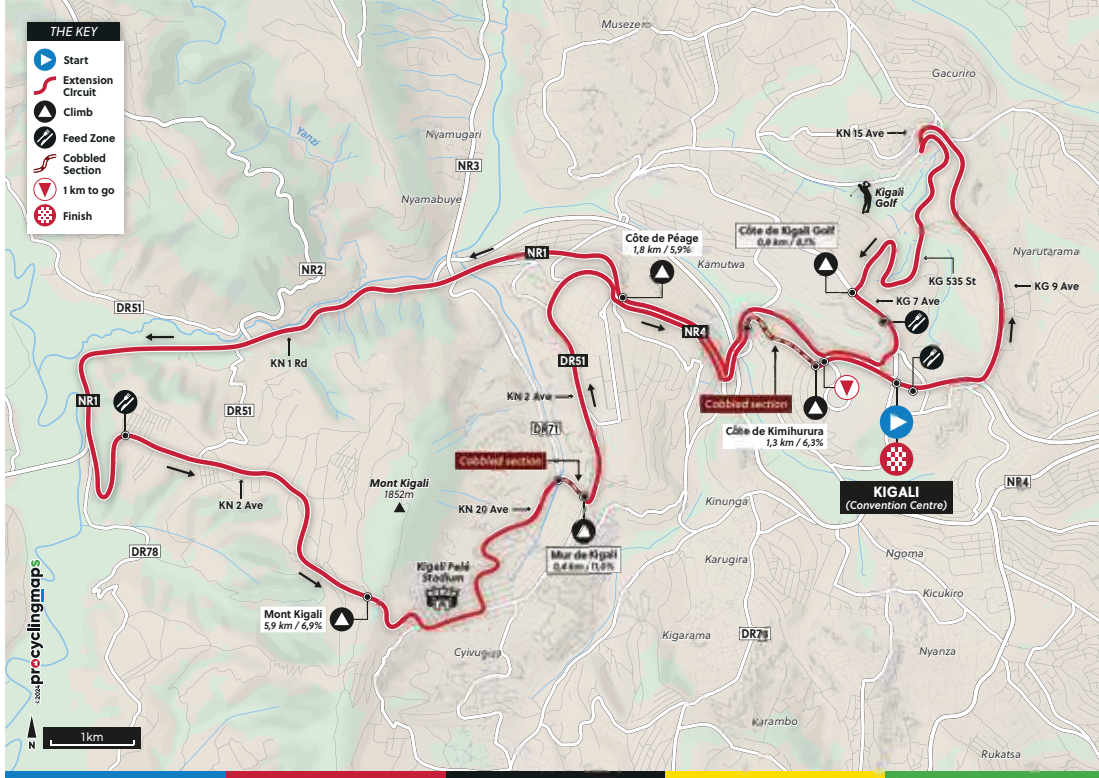 THE KEY
Start
Extension
CIrcuit
Climb
Feed Zone
Cobbled
Section
1 km to go
Finish
Museze
Gacuriro
Yanzi
Nyamugari
NR3
KN 15 Ave
Nyamabuye
Kigali
Golf
Côte de Péage
1,8 km / 5,9%
Côte de Kigali Golf
0,8 km / 8,1%
NR1
Kamutwa
Nyarutarama
NR2
KG 535 St
KG 9 Ave
KG 7 Ave
DR51
NR4
KN 1 Rd
DR51
NR1
KN 2 Ave
Cobbled section
DR51
DR71
Côte de Kimihurura
1,3 km / 6,3%
Cobbled section
Mont Kigali
1852m
KIGALI
(Convention Centre)
NR4
KN 2 Ave
KN 20 Ave
Kinunga
DR78
Mur de Kigali
0,4 km / 11,0%
Karugira
Ngoma
Kigali Pelé
Stadium
Kicukiro
Mont Kigali
5,9 km / 6,9%
Kigarama
Cyivugiza
Nyanza
Karambo
Rukatsa
©2024 procyclingmaps
N
1km